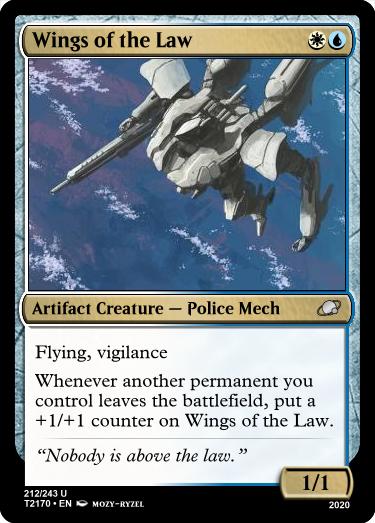 Wings of the Law
Artifact Creature — Police Mech
Flying, vigilance
Whenever another permanent you
control leaves the battlefield, put a
+1/+1 counter on Wings of the Law.
“Nobody is above the law.”
1/1
212/243 U
T2170 • EN MOZY-RYZEL
2020